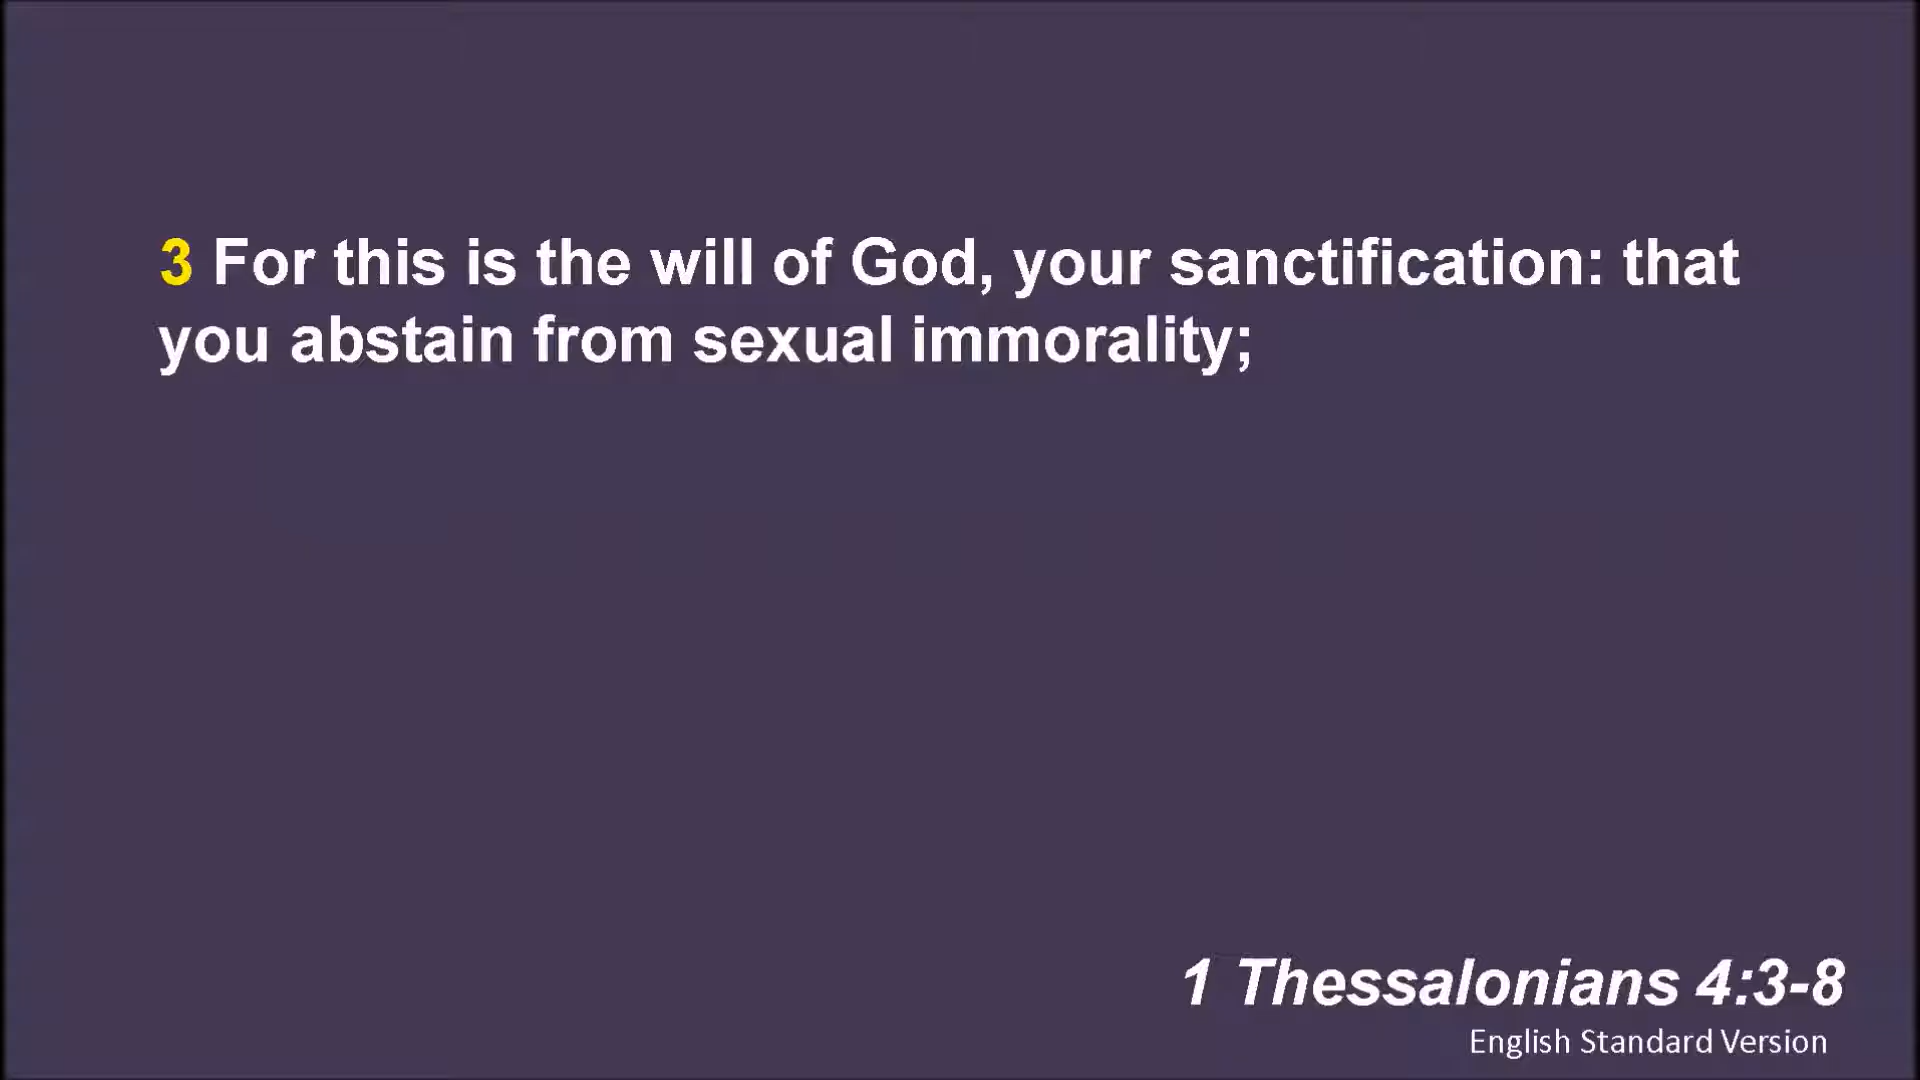 3 For this is the will of God, your sanctification: that
you abstain from sexual immorality;
1 Thessalonians 4:3-8
English Standard Version